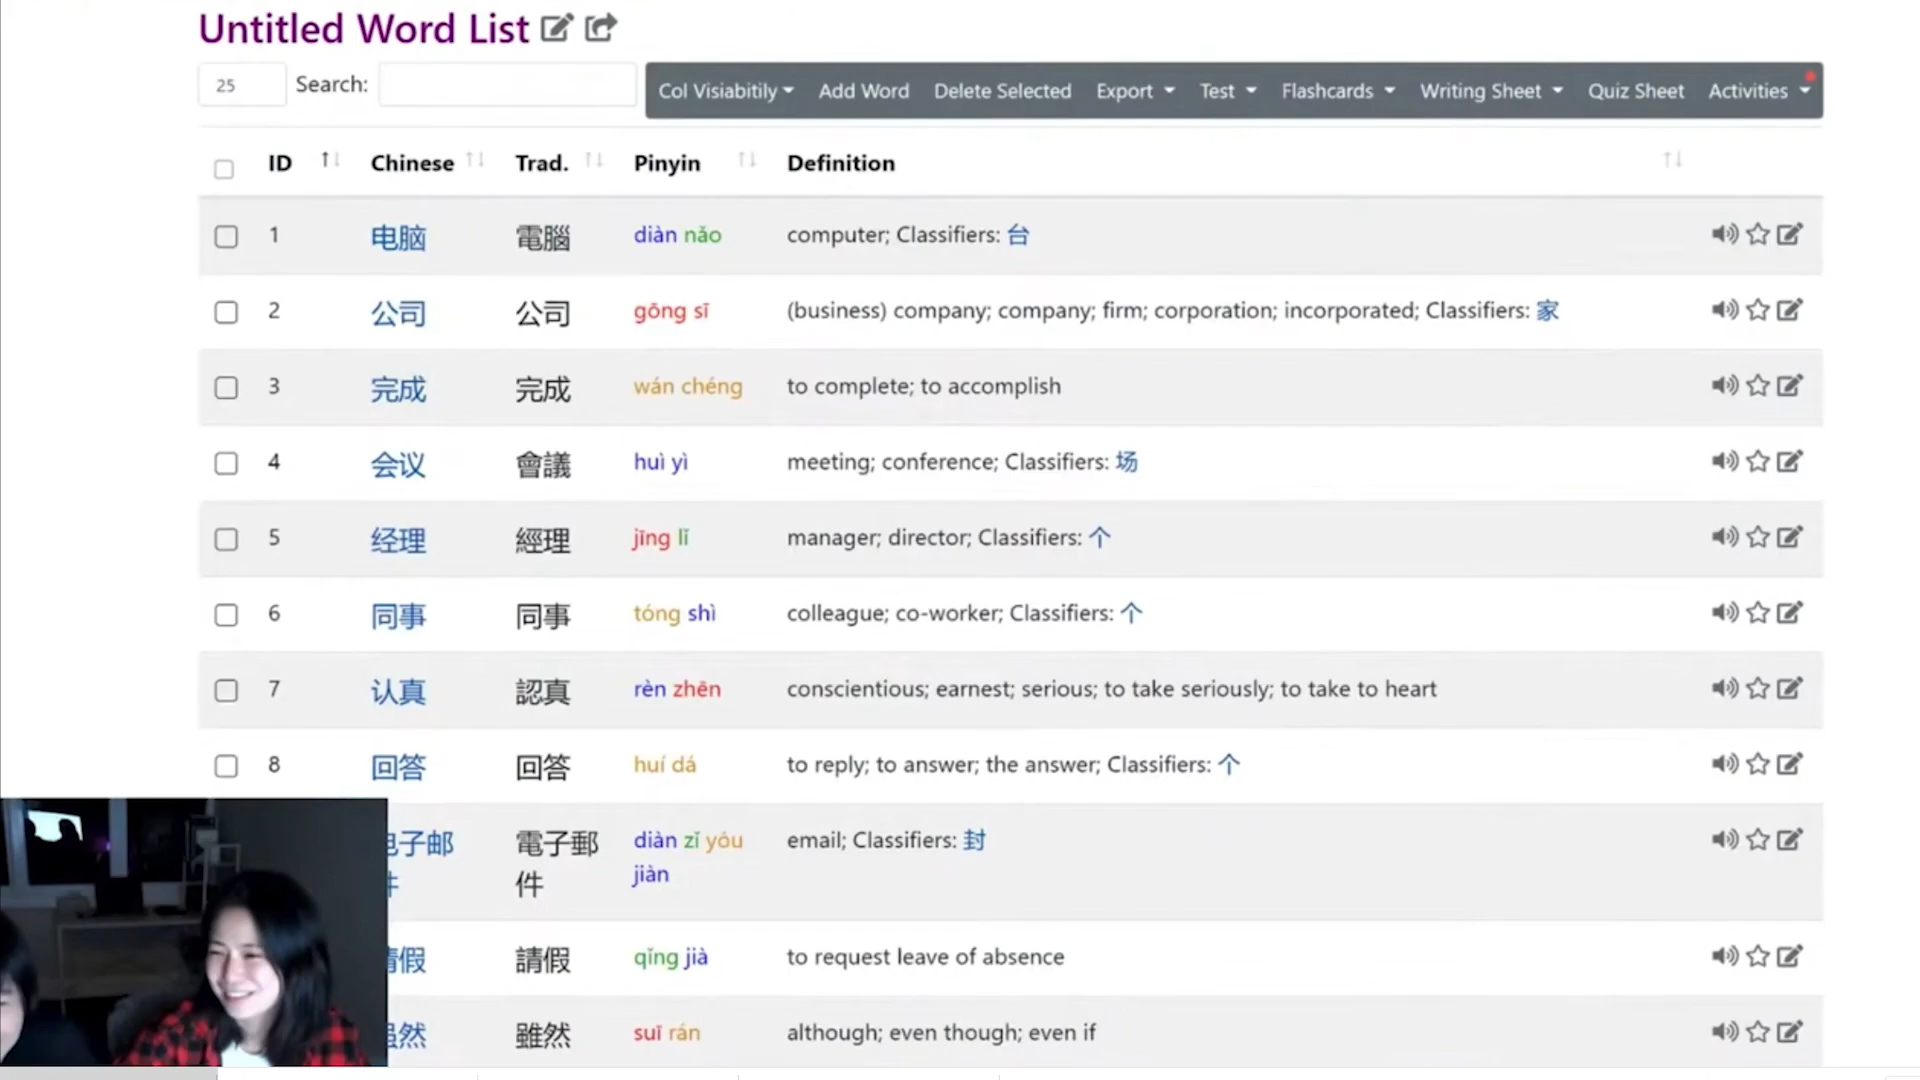 Untitled Word List
25 Search: Col Visiabitily Add Word Delete Selected Export Test Flashcards Writing Sheet Quiz Sheet Activities
ID Chinese Trad. Pinyin Definition
1 电脑 電腦 diàn nǎo computer; Classifiers: 台
2 公司 公司 gōng sī (business) company; company; firm; corporation; incorporated; Classifiers: 家
3 完成 完成 wán chéng to complete; to accomplish
4 会议 會議 huì yì meeting; conference; Classifiers: 场
5 经理 經理 jīng lǐ manager; director; Classifiers: 个
6 同事 同事 tóng shì colleague; co-worker; Classifiers: 个
7 认真 認真 rèn zhēn conscientious; earnest; serious; to take seriously; to take to heart
8 回答 回答 huí dá to reply; to answer; the answer; Classifiers: 个
子邮 電子郵 diàn zǐ yóu email; Classifiers: 封
件 jiàn
假 請假 qǐng jià to request leave of absence
然 雖然 suī rán although; even though; even if